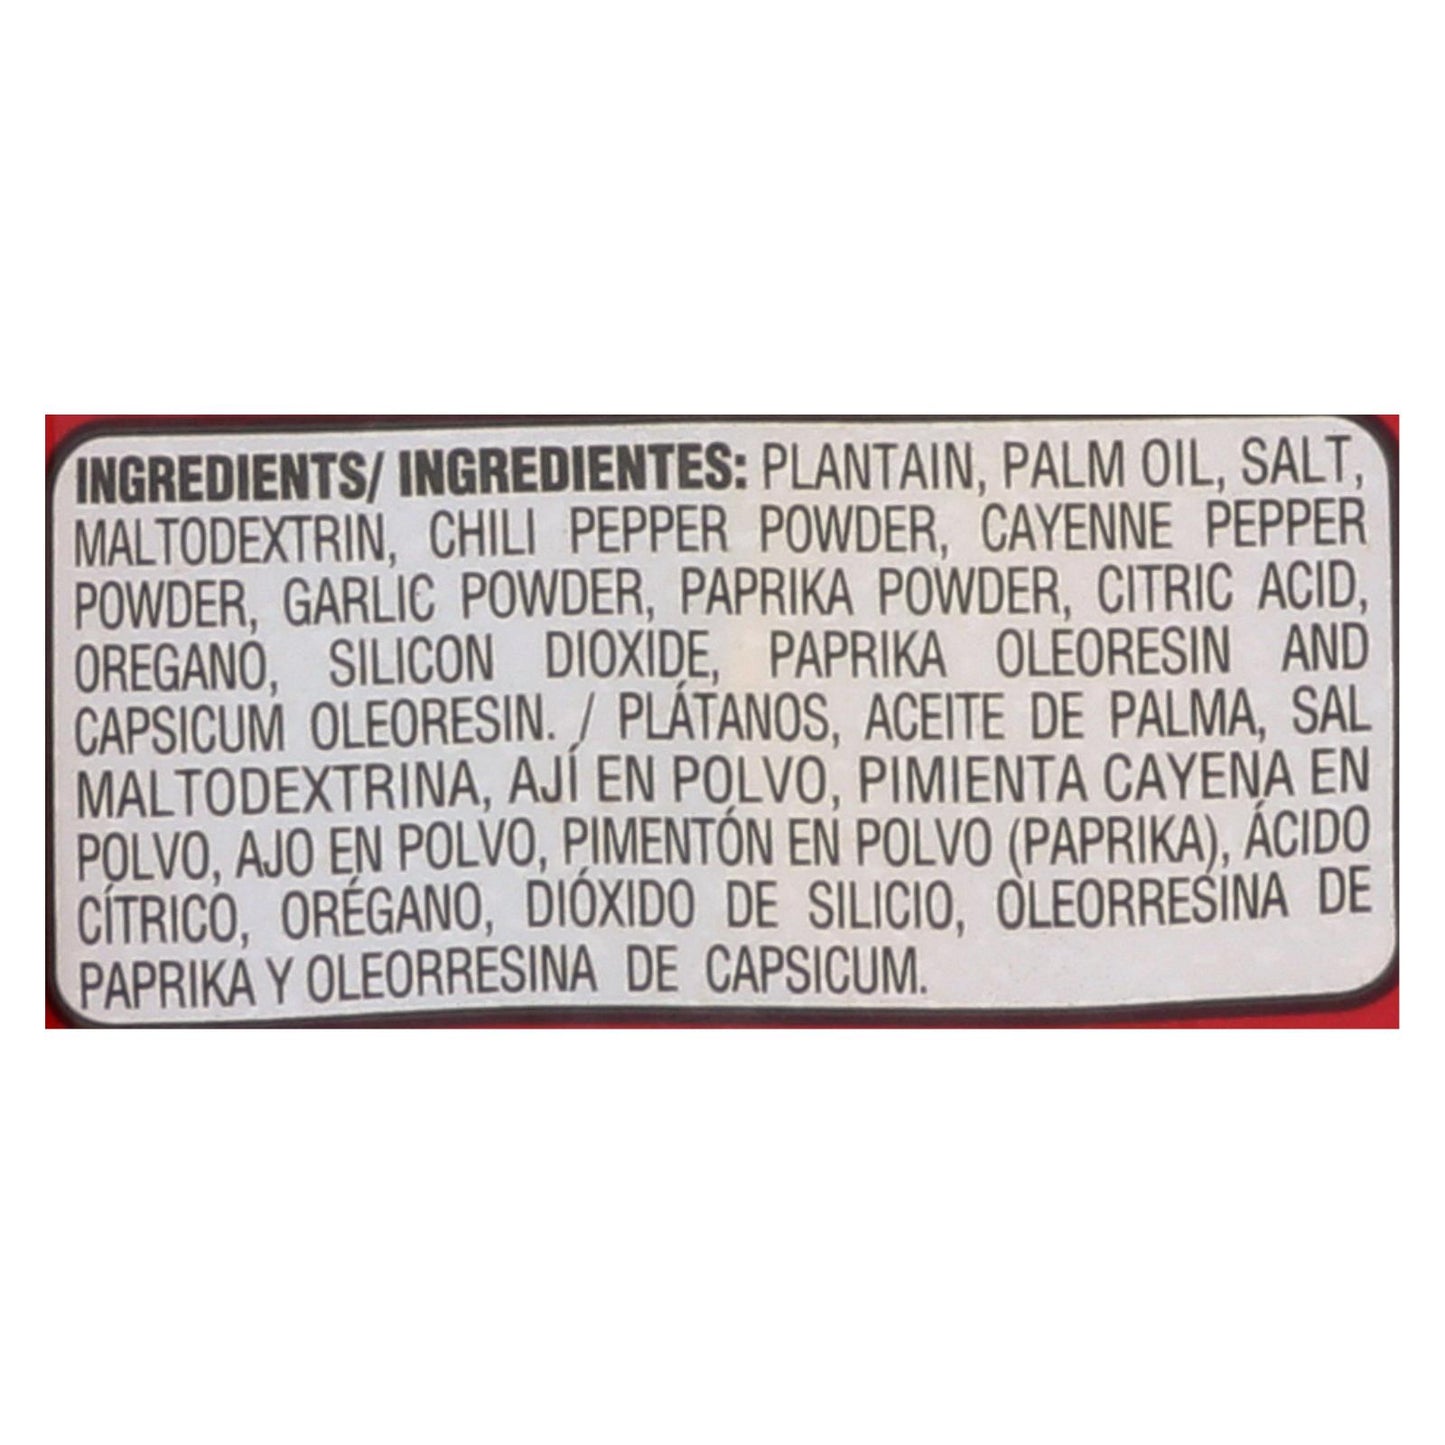 INGREDIENTS/ INGREDIENTES: PLANTAIN, PALM OIL, SALT,
MALTODEXTRIN, CHILI PEPPER POWDER, CAYENNE PEPPER
POWDER, GARLIC POWDER, PAPRIKA POWDER, CITRIC ACID,
OREGANO, SILICON DIOXIDE, PAPRIKA OLEORESIN AND
CAPSICUM OLEORESIN. / PLÁTANOS, ACEITE DE PALMA, SAL
MALTODEXTRINA, AJÍ EN POLVO, PIMIENTA CAYENA EN
POLVO, AJO EN POLVO, PIMENTÓN EN POLVO (PAPRIKA), ÁCIDO
CÍTRICO, ORÉGANO, DIÓXIDO DE SILICIO, OLEORRESINA DE
PAPRIKA Y OLEORRESINA DE CAPSICUM.